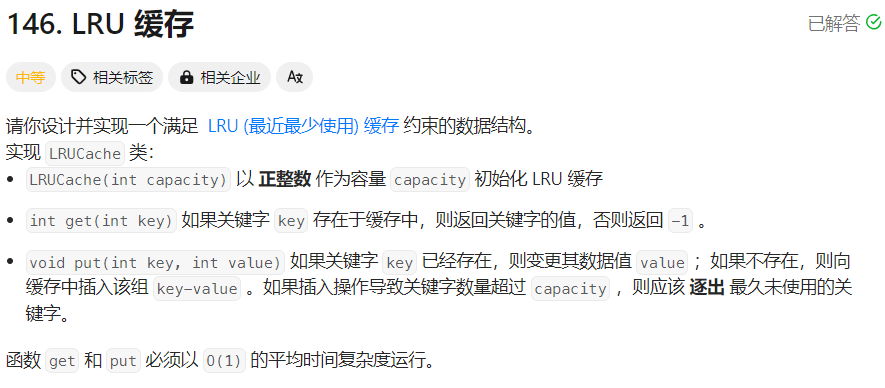 146. LRU 缓存
已解答
中等 相关标签 相关企业
请你设计并实现一个满足 LRU (最近最少使用) 缓存 约束的数据结构。
实现 LRUCache 类：
• LRUCache(int capacity) 以 正整数 作为容量 capacity 初始化 LRU 缓存
• int get(int key) 如果关键字 key 存在于缓存中，则返回关键字的值，否则返回 -1 。
• void put(int key, int value) 如果关键字 key 已经存在，则变更其数据值 value ；如果不存在，则向
缓存中插入该组 key-value 。如果插入操作导致关键字数量超过 capacity ，则应该 逐出 最久未使用的关
键字。
函数 get 和 put 必须以 O(1) 的平均时间复杂度运行。